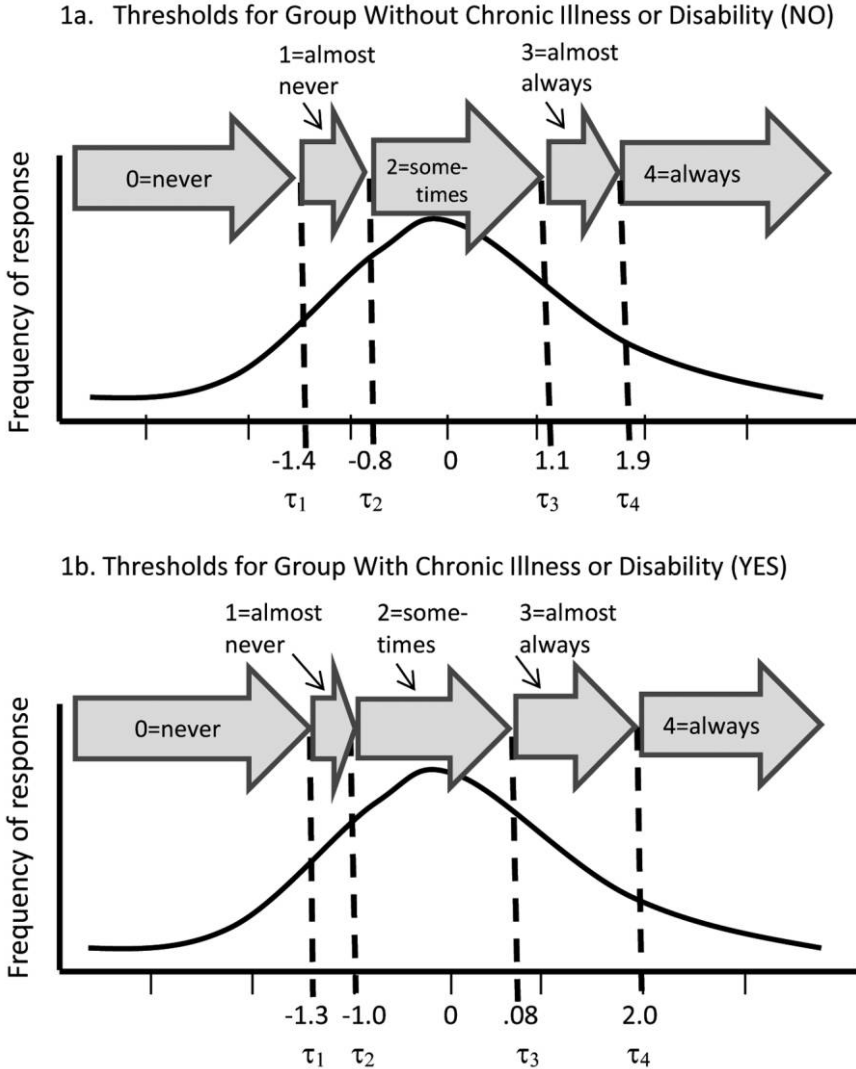 1a. Thresholds for Group Without Chronic Illness or Disability (NO)
1=almost
never
3=almost
always
0=never
2=some-
times
4=always
Frequency of response
-1.4 -0.8 0 1.1 1.9
τ1 τ2 τ3 τ4
1b. Thresholds for Group With Chronic Illness or Disability (YES)
1=almost
never
2=some-
times
3=almost
always
0=never
4=always
Frequency of response
-1.3 -1.0 0 .08 2.0
τ1 τ2 τ3 τ4